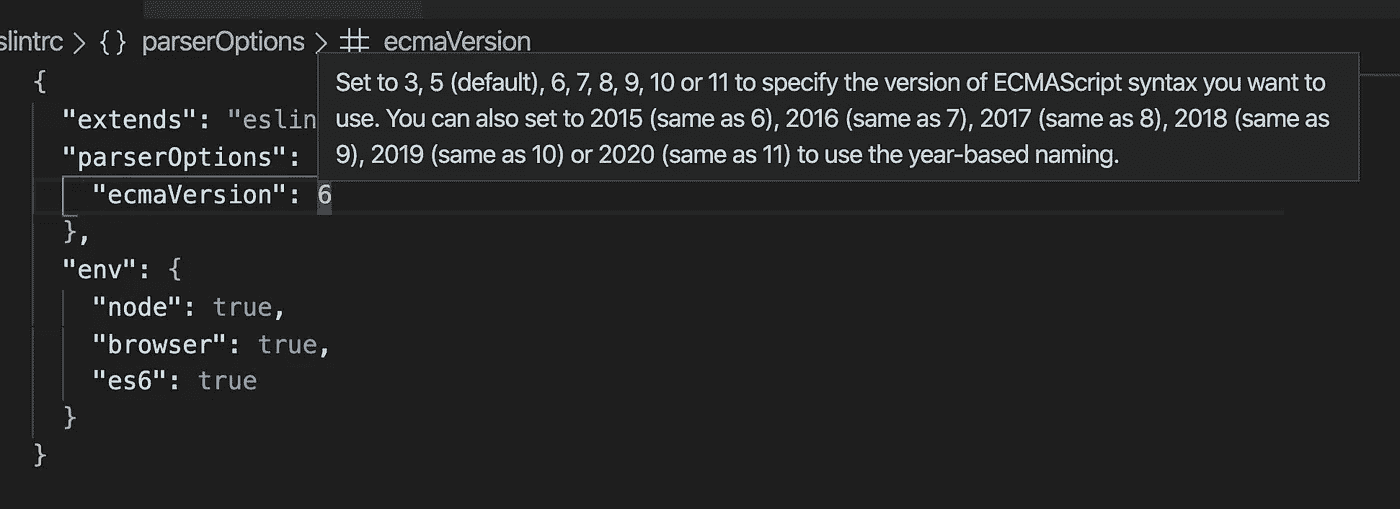 slintrc > {} parserOptions > # ecmaVersion
{
Set to 3, 5 (default), 6, 7, 8, 9, 10 or 11 to specify the version of ECMAScript syntax you want to
"extends": "eslin
use. You can also set to 2015 (same as 6), 2016 (same as 7), 2017 (same as 8), 2018 (same as
"parserOptions":
9), 2019 (same as 10) or 2020 (same as 11) to use the year-based naming.
"ecmaVersion": 6
},
"env": {
"node": true,
"browser": true,
"es6": true
}
}